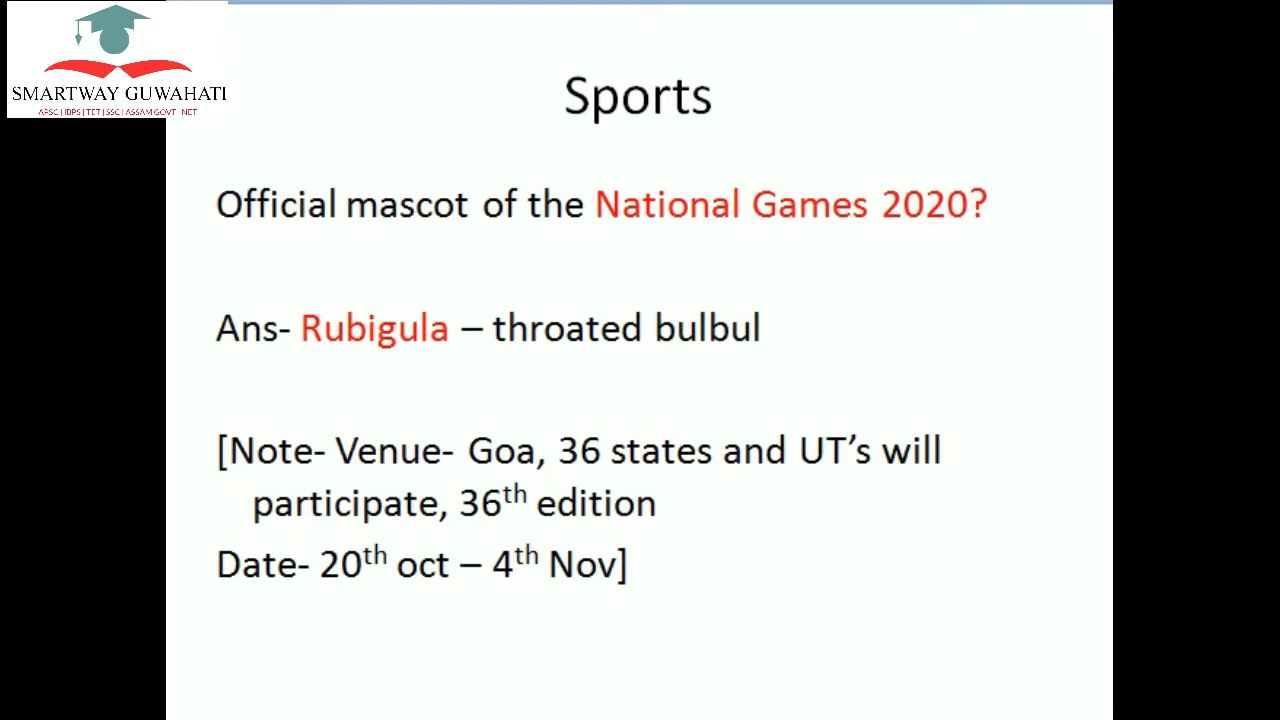 SMARTWAY GUWAHATI
APSC | IBPS | TET | SSC | ASSAM GOVT | NET
Sports
Official mascot of the National Games 2020?
Ans- Rubigula – throated bulbul
[Note- Venue- Goa, 36 states and UT’s will
participate, 36th edition
Date- 20th oct – 4th Nov]